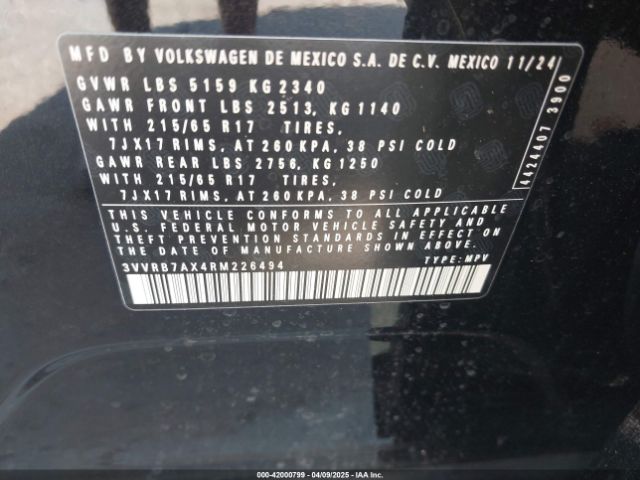 MFD BY VOLKSWAGEN DE MEXICO S.A. DE C.V. MEXICO 11/24
GVWR LBS 5159 KG 2340
GAWR FRONT LBS 2513, KG 1140
WITH 215/65 R17 TIRES,
7JX17 RIMS, AT 260 KPA, 38 PSI COLD
GAWR REAR LBS 2756, KG 1250
WITH 215/65 R17 TIRES,
7JX17 RIMS, AT 260 KPA, 38 PSI COLD
THIS VEHICLE CONFORMS TO ALL APPLICABLE
U.S. FEDERAL MOTOR VEHICLE SAFETY AND
THEFT PREVENTION STANDARDS IN EFFECT ON
THE DATE OF MANUFACTURE SHOWN ABOVE.
3VVRB7AX4RM226494 TYPE: MPV
4424407 3900
000-42000799 - 04/09/2025 - IAAI.COM